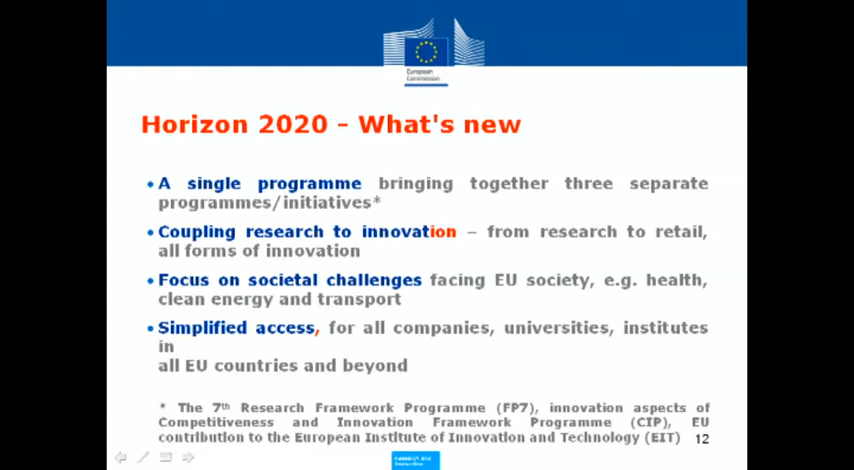 European
Commission
Horizon 2020 - What's new
• A single programme bringing together three separate
programmes/initiatives*
• Coupling research to innovation – from research to retail,
all forms of innovation
• Focus on societal challenges facing EU society, e.g. health,
clean energy and transport
• Simplified access, for all companies, universities, institutes
in
all EU countries and beyond
* The 7th Research Framework Programme (FP7), innovation aspects of
Competitiveness and Innovation Framework Programme (CIP), EU
contribution to the European Institute of Innovation and Technology (EIT) 12